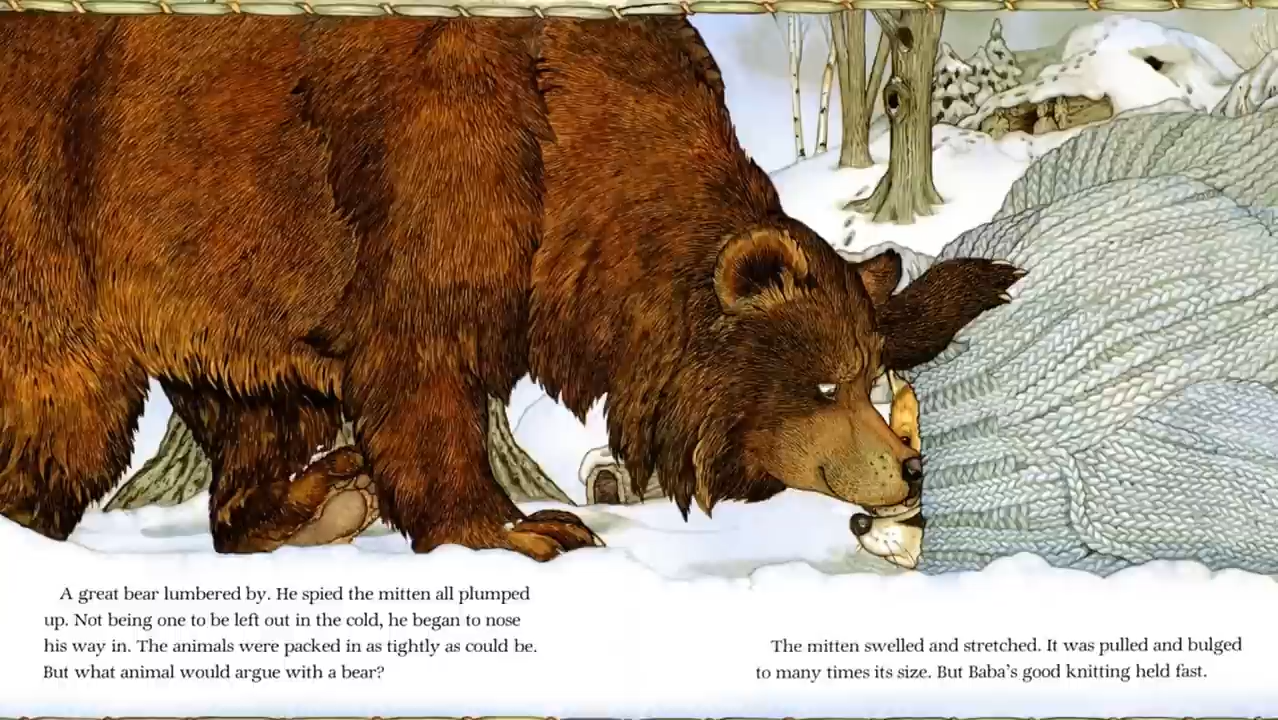 A great bear lumbered by. He spied the mitten all plumped
up. Not being one to be left out in the cold, he began to nose
his way in. The animals were packed in as tightly as could be.
But what animal would argue with a bear?
The mitten swelled and stretched. It was pulled and bulged
to many times its size. But Baba's good knitting held fast.